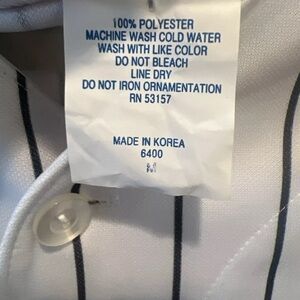 100% POLYESTER
MACHINE WASH COLD WATER
WASH WITH LIKE COLOR
DO NOT BLEACH
LINE DRY
DO NOT IRON ORNAMENTATION
RN 53157
MADE IN KOREA
6400
M